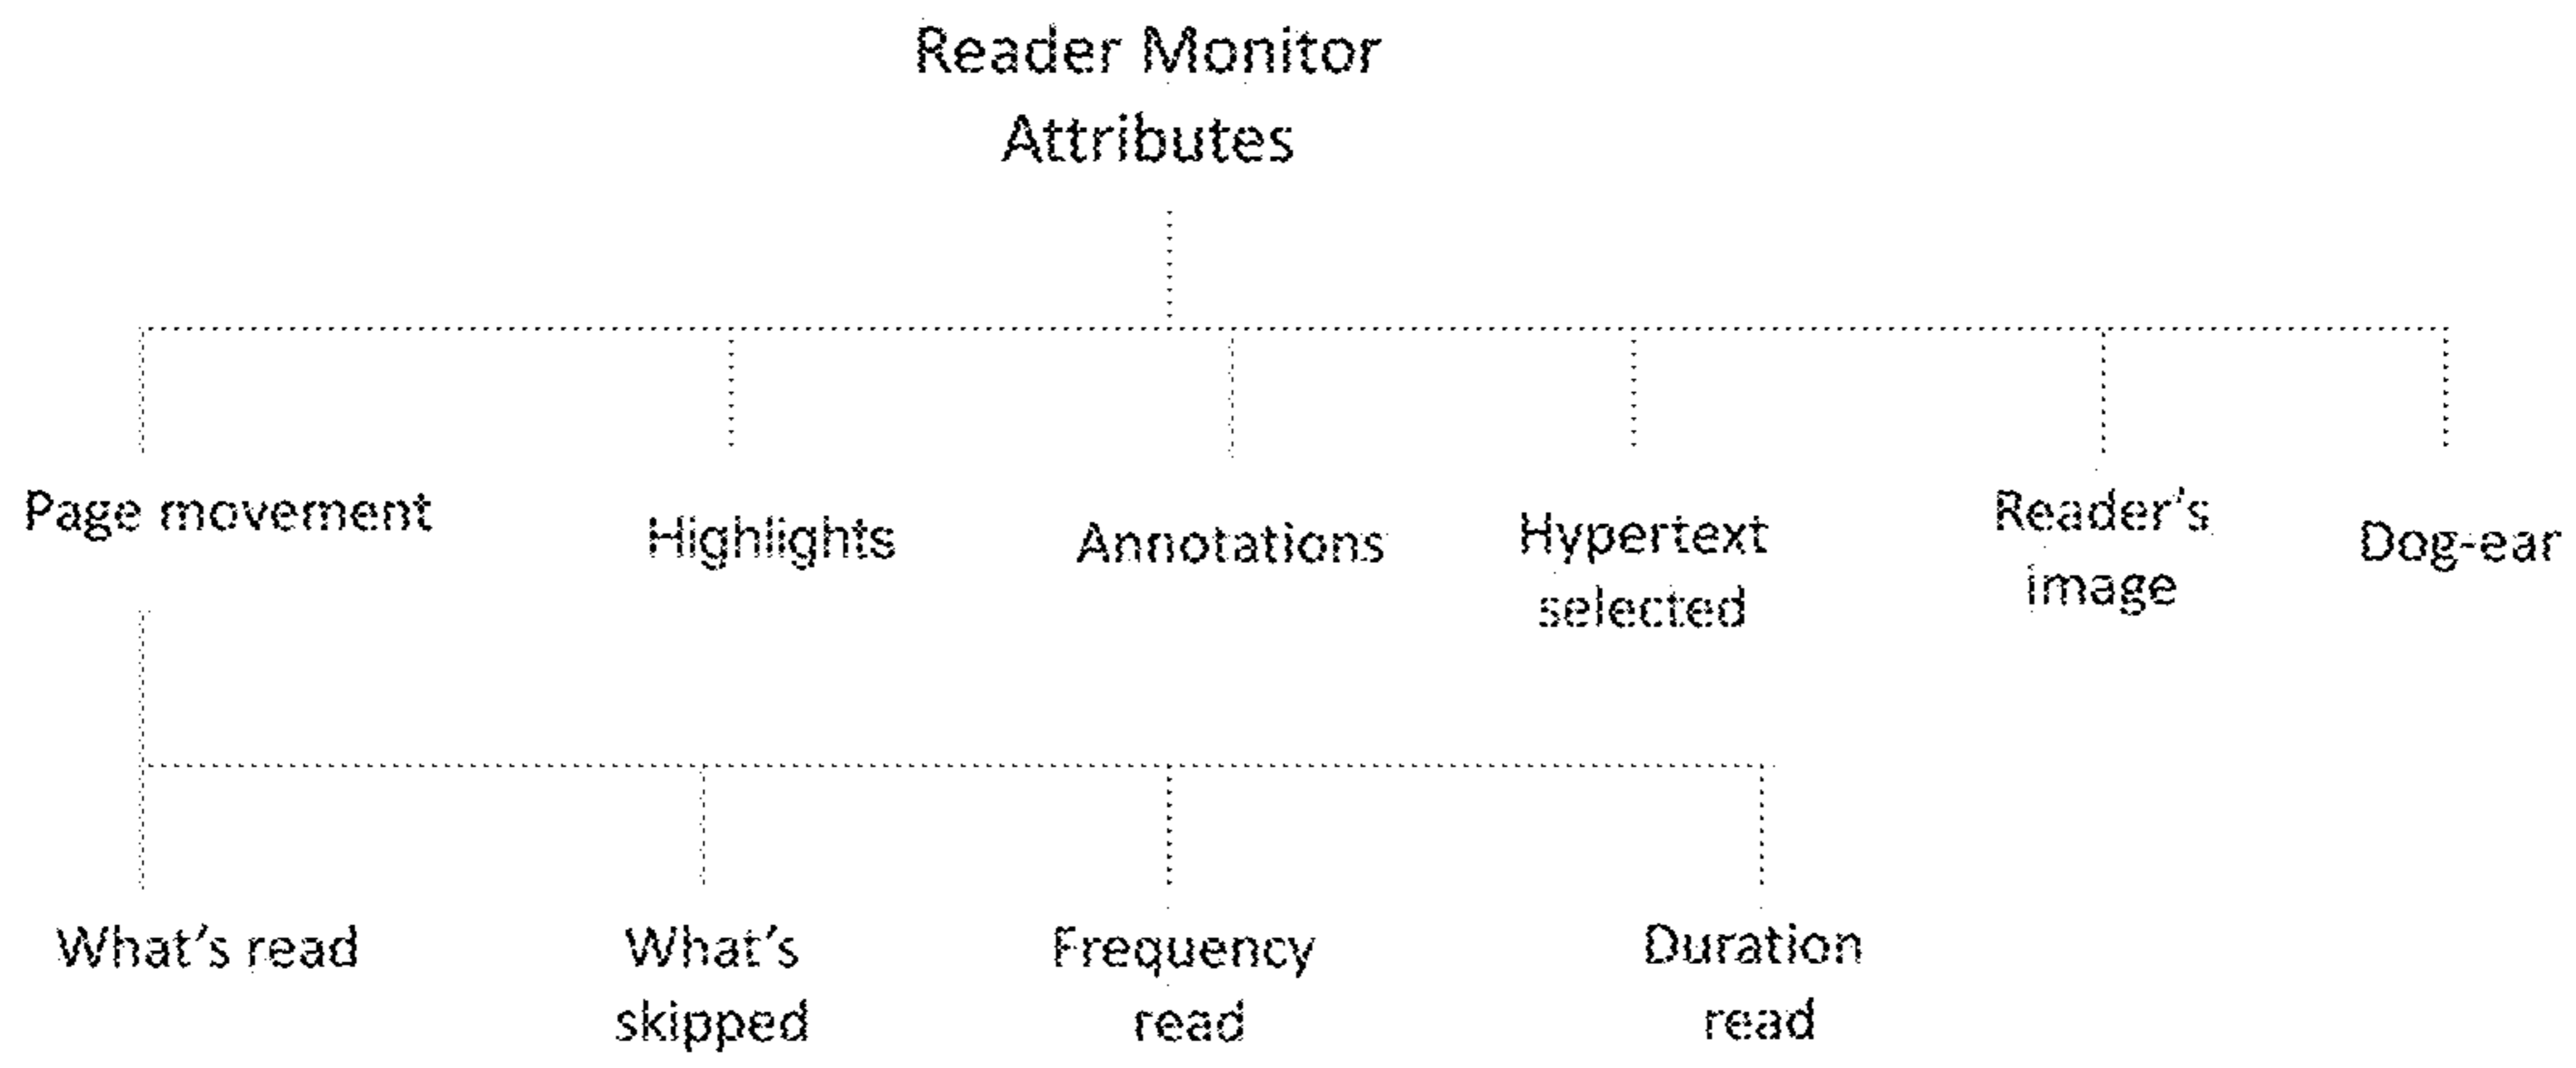 Reader Monitor
Attributes
Page movement
Highlights
Annotations
Hypertext
selected
Reader's
image
Dog-ear
What's read
What's
skipped
Frequency
read
Duration
read